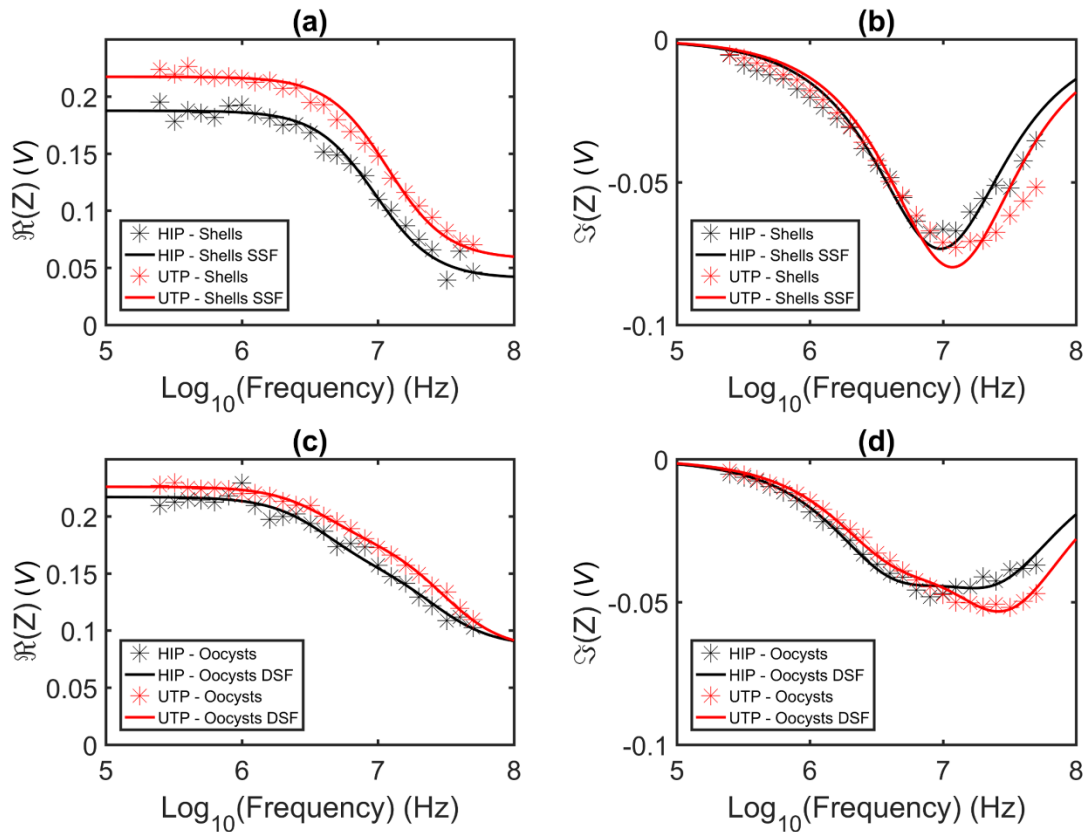 (a)
0.2
0.15
0.1
0.05
0
ℜ(Z) (V)
HIP - Shells
HIP - Shells SSF
UTP - Shells
UTP - Shells SSF
5 6 7 8
Log10(Frequency) (Hz)
(b)
0
-0.05
-0.1
ℑ(Z) (V)
HIP - Shells
HIP - Shells SSF
UTP - Shells
UTP - Shells SSF
5 6 7 8
Log10(Frequency) (Hz)
(c)
0.2
0.15
0.1
0.05
0
ℜ(Z) (V)
HIP - Oocysts
HIP - Oocysts DSF
UTP - Oocysts
UTP - Oocysts DSF
5 6 7 8
Log10(Frequency) (Hz)
(d)
0
-0.05
-0.1
ℑ(Z) (V)
HIP - Oocysts
HIP - Oocysts DSF
UTP - Oocysts
UTP - Oocysts DSF
5 6 7 8
Log10(Frequency) (Hz)